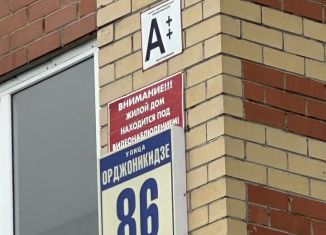 A++
ВНИМАНИЕ!!!
ЖИЛОЙ ДОМ
НАХОДИТСЯ ПОД
ВИДЕОНАБЛЮДЕНИЕМ!
УЛИЦА
ОРДЖОНИКИДЗЕ
86